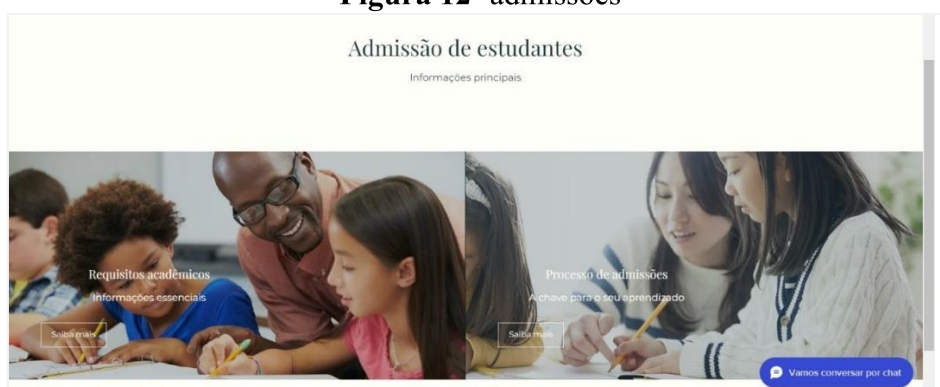 Figura 12- admissões
Admissão de estudantes
Informações principais
Requisitos acadêmicos
Informações essenciais
Saiba mais
Processo de admissões
A chave para o seu aprendizado
Saiba mais
Vamos conversar por chat